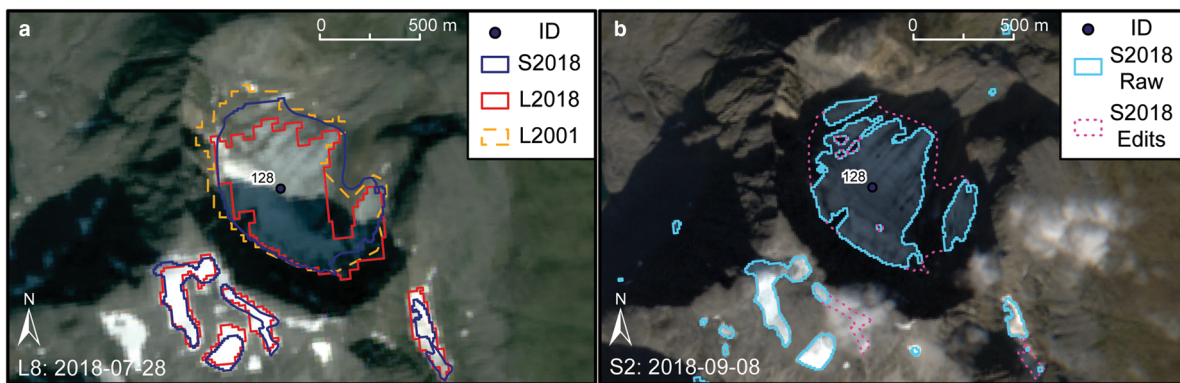 a
0
500 m
ID
S2018
L2018
L2001
128
N
L8: 2018-07-28
b
0
500 m
ID
S2018
Raw
S2018
Edits
128
N
S2: 2018-09-08